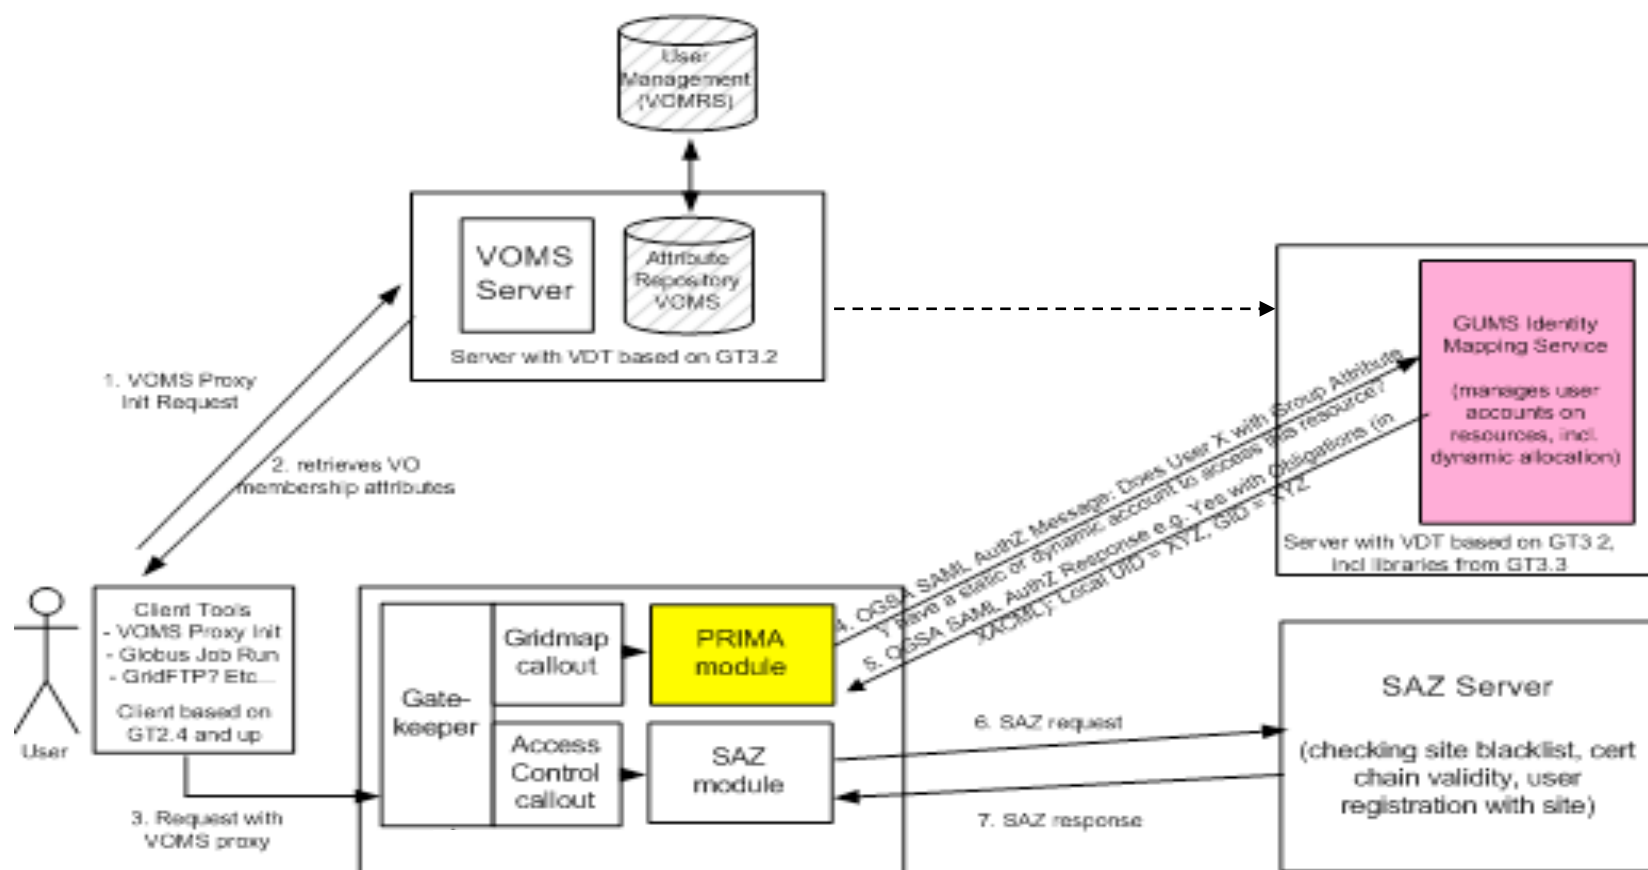 User
Management
(VOMRS)
VOMS
Server
Attribute
Repository
VOMS
Server with VDT based on GT3.2
1. VOMS Proxy
Init Request
2. retrieves VO
membership attributes
GUMS Identity
Mapping Service
(manages user
accounts on
resources, incl.
dynamic allocation)
Server with VDT based on GT3.2,
incl libraries from GT3.3
4. OGSA SAML AuthZ Message: Does User X with Group Attribute
Y have a static or dynamic account to access this resource?
5. OGSA SAML AuthZ Response e.g. Yes with Obligations (in
XACML): Local UID = XYZ, GID = XYZ
User
Client Tools
- VOMS Proxy Init
- Globus Job Run
- GridFTP? Etc...
Client based on
GT2.4 and up
3. Request with
VOMS proxy
Gate-
keeper
Gridmap
callout
PRIMA
module
Access
Control
callout
SAZ
module
6. SAZ request
7. SAZ response
SAZ Server
(checking site blacklist, cert
chain validity, user
registration with site)